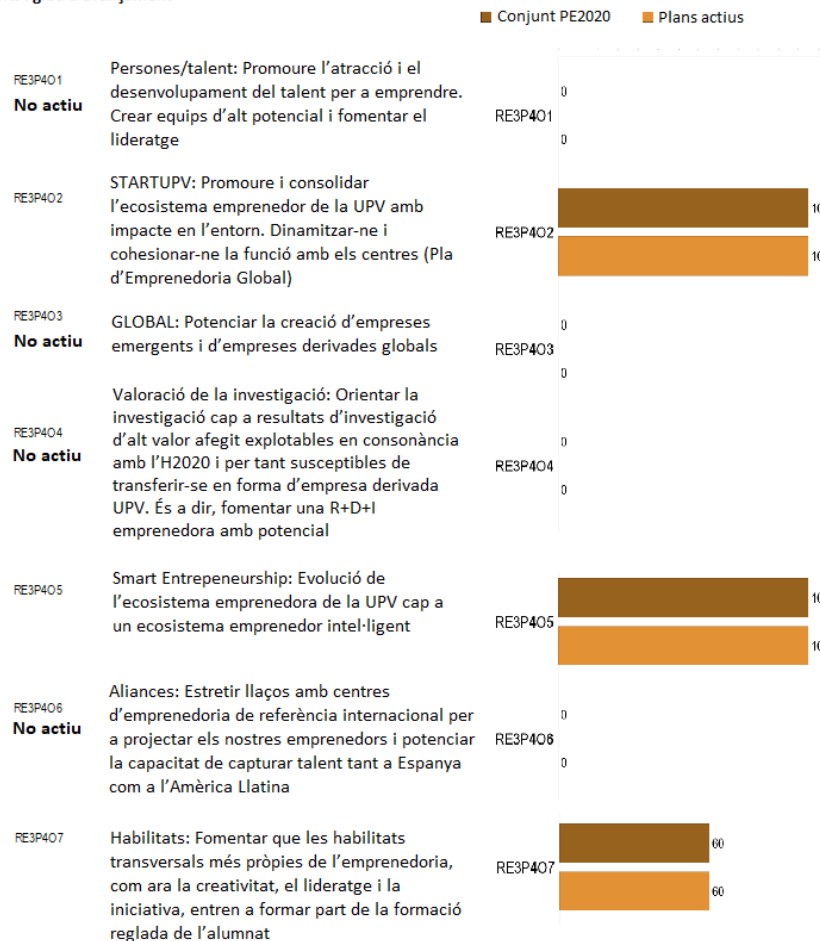 Conjunt PE2020
Plans actius
RE3P4O1
No actiu
Persones/talent: Promoure l’atracció i el
desenvolupament del talent per a emprendre.
Crear equips d’alt potencial i fomentar el
lideratge
RE3P4O1
0
0
RE3P4O2
STARTUPV: Promoure i consolidar
l’ecosistema emprenedor de la UPV amb
impacte en l’entorn. Dinamitzar-ne i
cohesionar-ne la funció amb els centres (Pla
d’Emprenedoria Global)
RE3P4O2
RE3P4O3
No actiu
GLOBAL: Potenciar la creació d’empreses
emergents i d’empreses derivades globals
RE3P4O3
0
0
RE3P4O4
No actiu
Valoració de la investigació: Orientar la
investigació cap a resultats d’investigació
d’alt valor afegit explotables en consonància
amb l’H2020 i per tant susceptibles de
transferir-se en forma d’empresa derivada
UPV. És a dir, fomentar una R+D+I
emprenedora amb potencial
RE3P4O4
0
0
RE3P4O5
Smart Entrepeneurship: Evolució de
l’ecosistema emprenedora de la UPV cap a
un ecosistema emprenedor intel·ligent
RE3P4O5
RE3P4O6
No actiu
Aliances: Estretir llaços amb centres
d’emprenedoria de referència internacional per
a projectar els nostres emprenedors i potenciar
la capacitat de capturar talent tant a Espanya
com a l’Amèrica Llatina
RE3P4O6
0
0
RE3P4O7
Habilitats: Fomentar que les habilitats
transversals més pròpies de l’emprenedoria,
com ara la creativitat, el lideratge i la
iniciativa, entren a formar part de la formació
reglada de l’alumnat
RE3P4O7
60
60